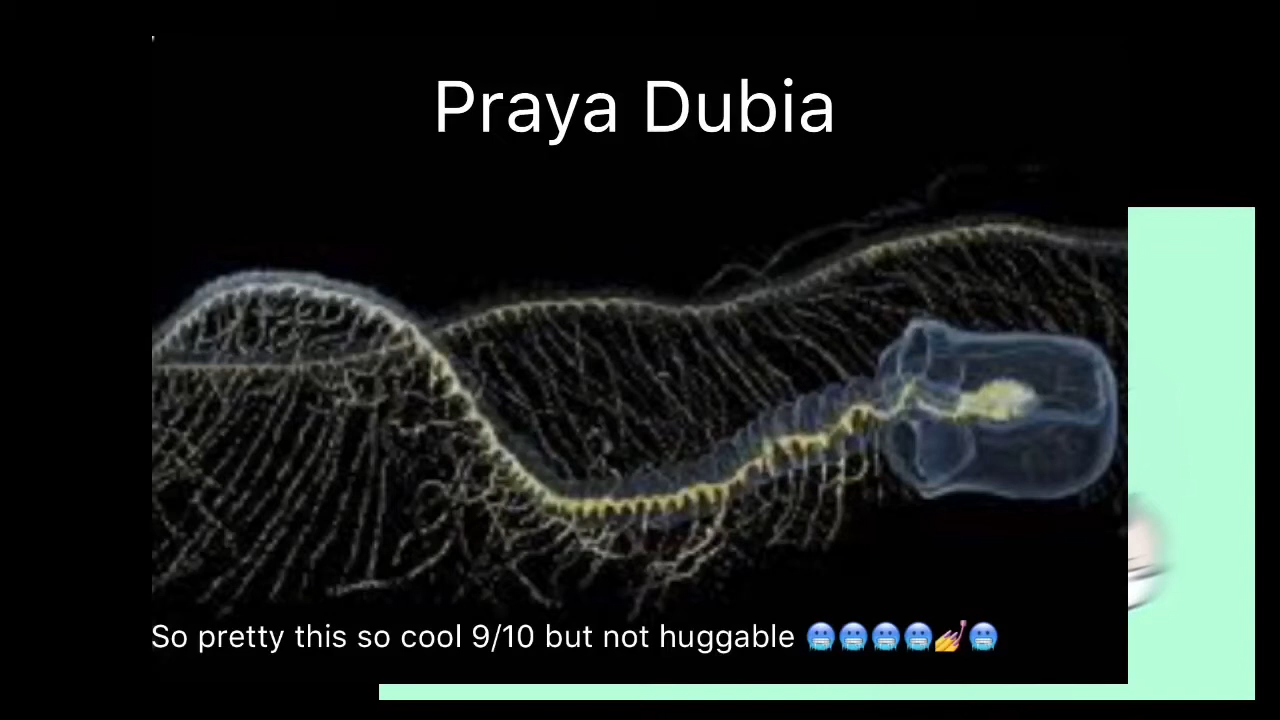 Praya Dubia
So pretty this so cool 9/10 but not huggable 🥶🥶🥶🥶💅🥶